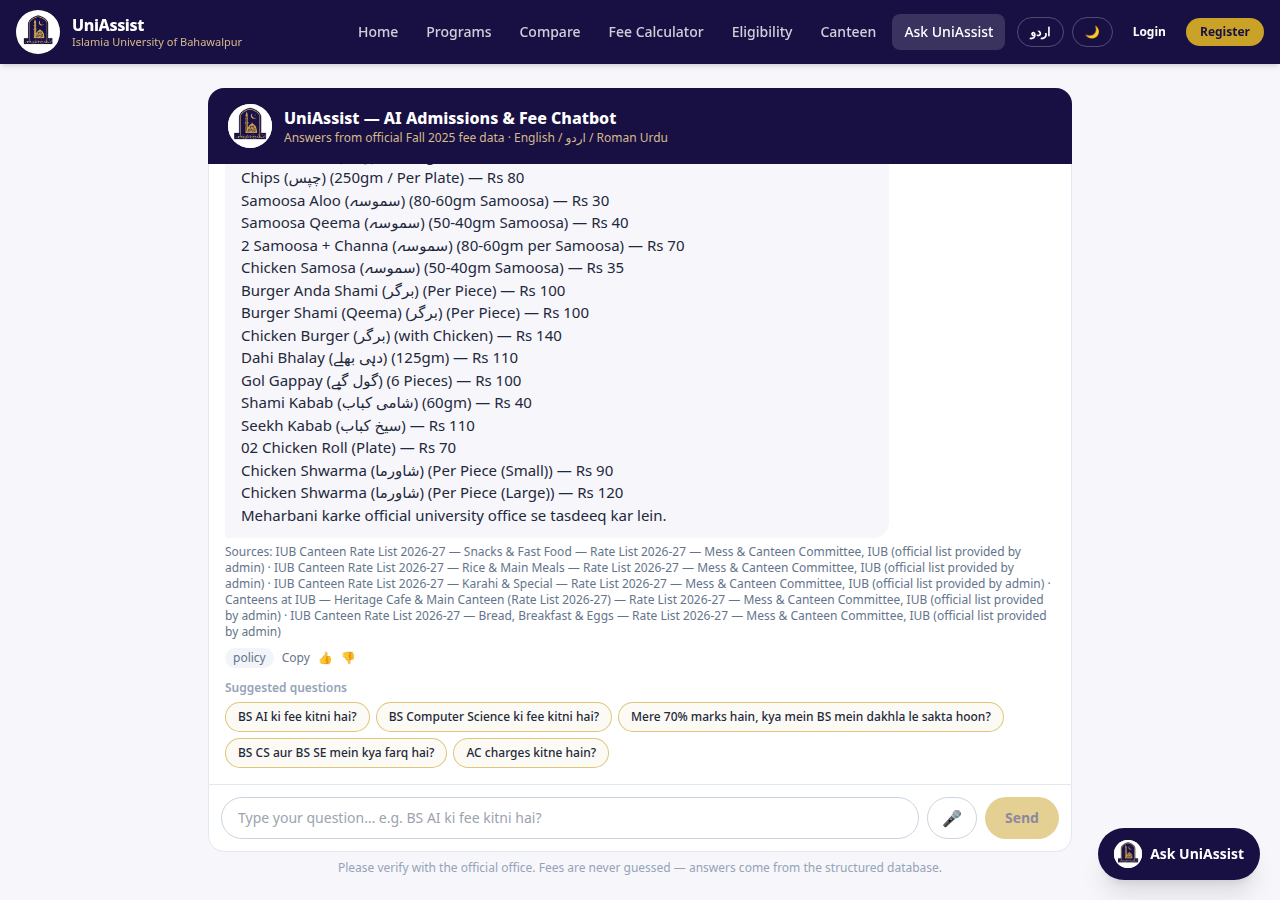 UniAssist
Islamia University of Bahawalpur
Home
Programs
Compare
Fee Calculator
Eligibility
Canteen
Ask UniAssist
اردو
Login
Register
UniAssist — AI Admissions & Fee Chatbot
Answers from official Fall 2025 fee data · English / اردو / Roman Urdu
Chips (چپس) (250gm / Per Plate) — Rs 80
Samoosa Aloo (سموسہ) (80-60gm Samoosa) — Rs 30
Samoosa Qeema (سموسہ) (50-40gm Samoosa) — Rs 40
2 Samoosa + Channa (سموسہ) (80-60gm per Samoosa) — Rs 70
Chicken Samosa (سموسہ) (50-40gm Samoosa) — Rs 35
Burger Anda Shami (برگر) (Per Piece) — Rs 100
Burger Shami (Qeema) (برگر) (Per Piece) — Rs 100
Chicken Burger (برگر) (with Chicken) — Rs 140
Dahi Bhalay (دہی بھلے) (125gm) — Rs 110
Gol Gappay (گول گپے) (6 Pieces) — Rs 100
Shami Kabab (شامی کباب) (60gm) — Rs 40
Seekh Kabab (سیخ کباب) — Rs 110
02 Chicken Roll (Plate) — Rs 70
Chicken Shwarma (شاورما) (Per Piece (Small)) — Rs 90
Chicken Shwarma (شاورما) (Per Piece (Large)) — Rs 120
Meharbani karke official university office se tasdeeq kar lein.
Sources: IUB Canteen Rate List 2026-27 — Snacks & Fast Food — Rate List 2026-27 — Mess & Canteen Committee, IUB (official list provided by
admin) · IUB Canteen Rate List 2026-27 — Rice & Main Meals — Rate List 2026-27 — Mess & Canteen Committee, IUB (official list provided by
admin) · IUB Canteen Rate List 2026-27 — Karahi & Special — Rate List 2026-27 — Mess & Canteen Committee, IUB (official list provided by admin) ·
Canteens at IUB — Heritage Cafe & Main Canteen (Rate List 2026-27) — Rate List 2026-27 — Mess & Canteen Committee, IUB (official list provided
by admin) · IUB Canteen Rate List 2026-27 — Bread, Breakfast & Eggs — Rate List 2026-27 — Mess & Canteen Committee, IUB (official list provided
by admin)
policy
Copy
Suggested questions
BS AI ki fee kitni hai?
BS Computer Science ki fee kitni hai?
Mere 70% marks hain, kya mein BS mein dakhla le sakta hoon?
BS CS aur BS SE mein kya farq hai?
AC charges kitne hain?
Type your question... e.g. BS AI ki fee kitni hai?
Send
Please verify with the official office. Fees are never guessed — answers come from the structured database.
Ask UniAssist